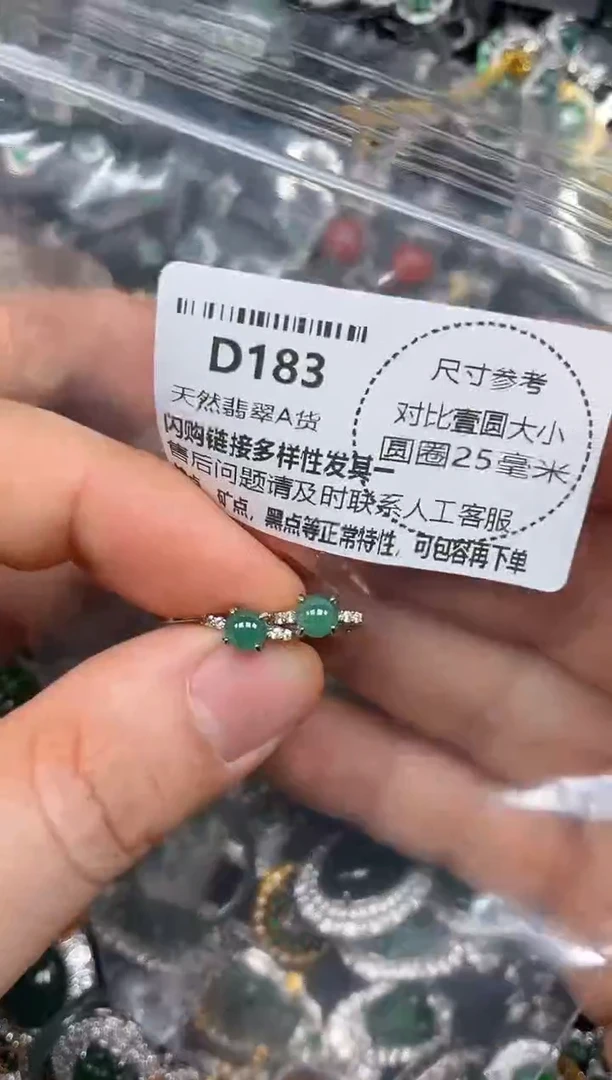 D183
天然翡翠A货
闪购链接多样性发其一
售后问题请及时联系人工客服
矿点，黑点等正常特性，可包容再下单
尺寸参考
对比壹圆大小
圆圈25毫米